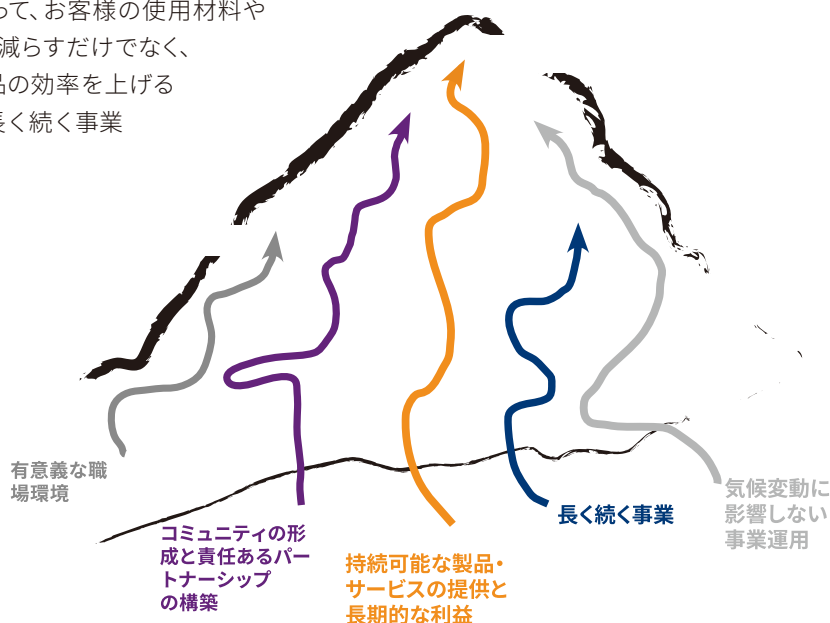 って、お客様の使用材料や
減らすだけでなく、
品の効率を上げる
長く続く事業
有意義な職
場環境
コミュニティの形
成と責任あるパー
トナーシップ
の構築
持続可能な製品・
サービスの提供と
長期的な利益
長く続く事業
気候変動に
影響しない
事業運用